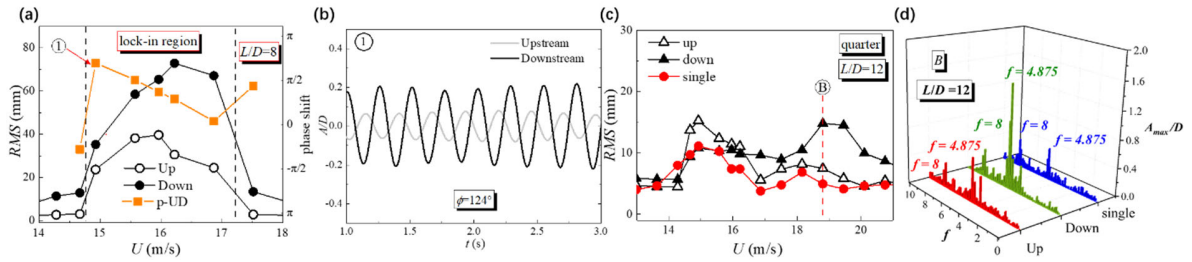 (a)
80
60
40
20
0
RMS (mm)
1
lock-in region
L/D=8
Up
Down
p-UD
π
π/2
0
-π/2
π
phase shift
14 15 16 17 18
U (m/s)
(b)
1
Upstream
Downstream
0.4
0.2
0.0
-0.2
-0.4
A/D
ϕ=124°
1.0 1.5 2.0 2.5 3.0
t (s)
(c)
30
20
10
0
RMS (mm)
up
down
single
quarter
L/D=12
B
14 15 16 17 18 19 20
U (m/s)
(d)
B
L/D=12
f = 4.875
f=8
f = 4.875
f = 8
f = 8
f = 4.875
2.0
1.6
1.2
0.8
0.4
0.0
Amax/D
10 8 6 4 2 0
f
Up
Down
single